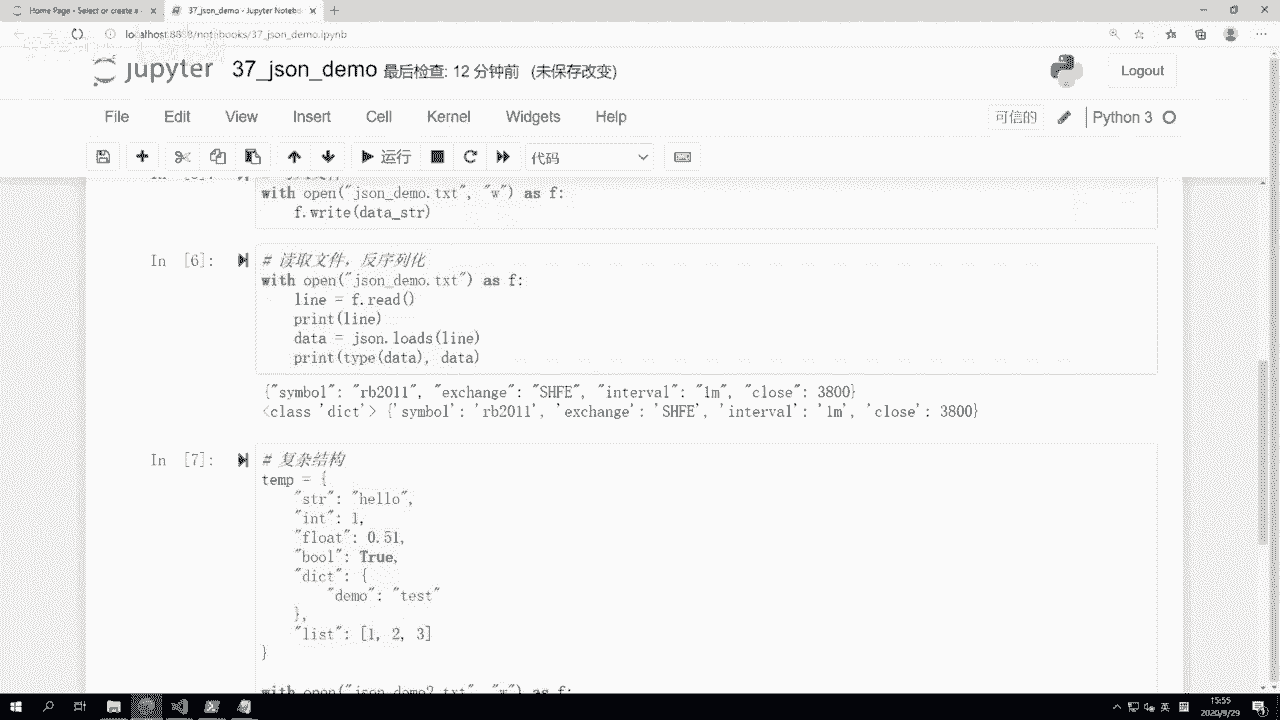 Home Page - Select or create a
37_json_demo - Jupyter Notebo
localhost:8888/notebooks/37_json_demo.ipynb
jupyter 37_json_demo 最后检查: 12 分钟前 (未保存改变)
Logout
File Edit View Insert Cell Kernel Widgets Help
可信的
Python 3
运行
代码
with open("json_demo.txt", "w") as f:
f.write(data_str)
In [6]:
# 读取文件，反序列化
with open("json_demo.txt") as f:
line = f.read()
print(line)
data = json.loads(line)
print(type(data), data)
{"symbol": "rb2011", "exchange": "SHFE", "interval": "1m", "close": 3800}
<class 'dict'> {'symbol': 'rb2011', 'exchange': 'SHFE', 'interval': '1m', 'close': 3800}
In [7]:
# 复杂结构
temp = {
"str": "hello",
"int": 1,
"float": 0.51,
"bool": True,
"dict": {
"demo": "test"
},
"list": [1, 2, 3]
}
with open("json_demo2.txt", "w") as f:
英
15:55
2020/9/29